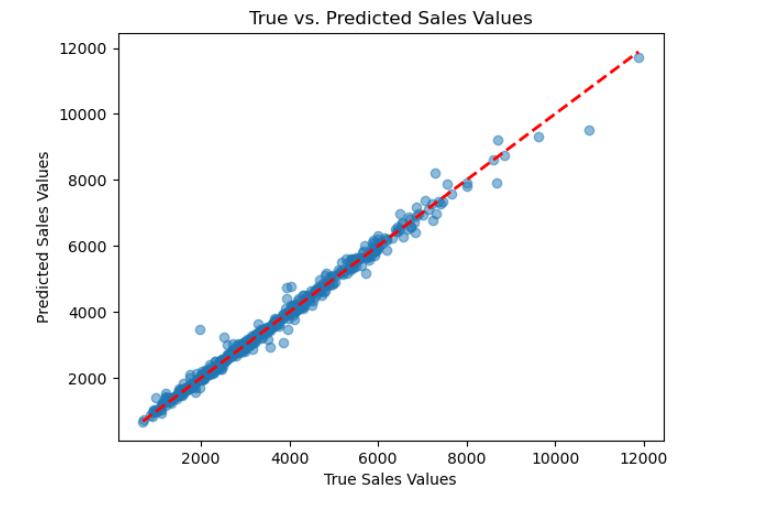 True vs. Predicted Sales Values
12000
10000
8000
6000
4000
2000
Predicted Sales Values
2000 4000 6000 8000 10000 12000
True Sales Values